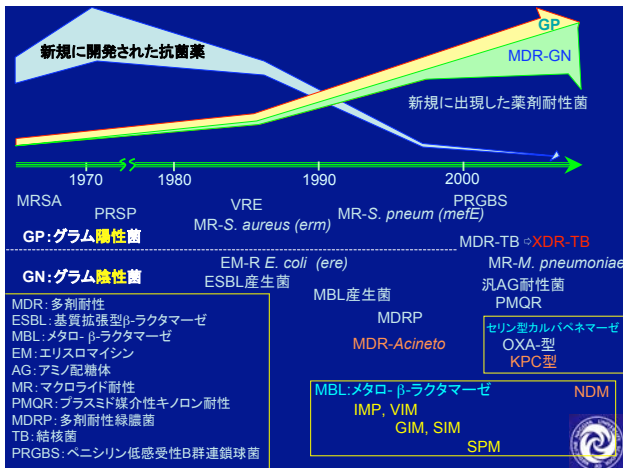 新規に開発された抗菌薬
GP
MDR-GN
新規に出現した薬剤耐性菌
1970
1980
1990
2000
MRSA
PRSP
VRE
MR-S. aureus (erm)
MR-S. pneum (mefE)
PRGBS
GP:グラム陽性菌
MDR-TB⇨XDR-TB
GN:グラム陰性菌
EM-R E. coli (ere)
ESBL産生菌
MBL産生菌
MDRP
MDR-Acineto
MR-M. pneumoniae
汎AG耐性菌
PMQR
MDR:多剤耐性
ESBL:基質拡張型β-ラクタマーゼ
MBL:メタロ- β-ラクタマーゼ
EM:エリスロマイシン
AG:アミノ配糖体
MR:マクロライド耐性
PMQR:プラスミド媒介性キノロン耐性
MDRP:多剤耐性緑膿菌
TB:結核菌
PRGBS:ペニシリン低感受性B群連鎖球菌
セリン型カルバペネマーゼ
OXA-型
KPC型
MBL:メタロ- β-ラクタマーゼ
NDM
IMP, VIM
GIM, SIM
SPM